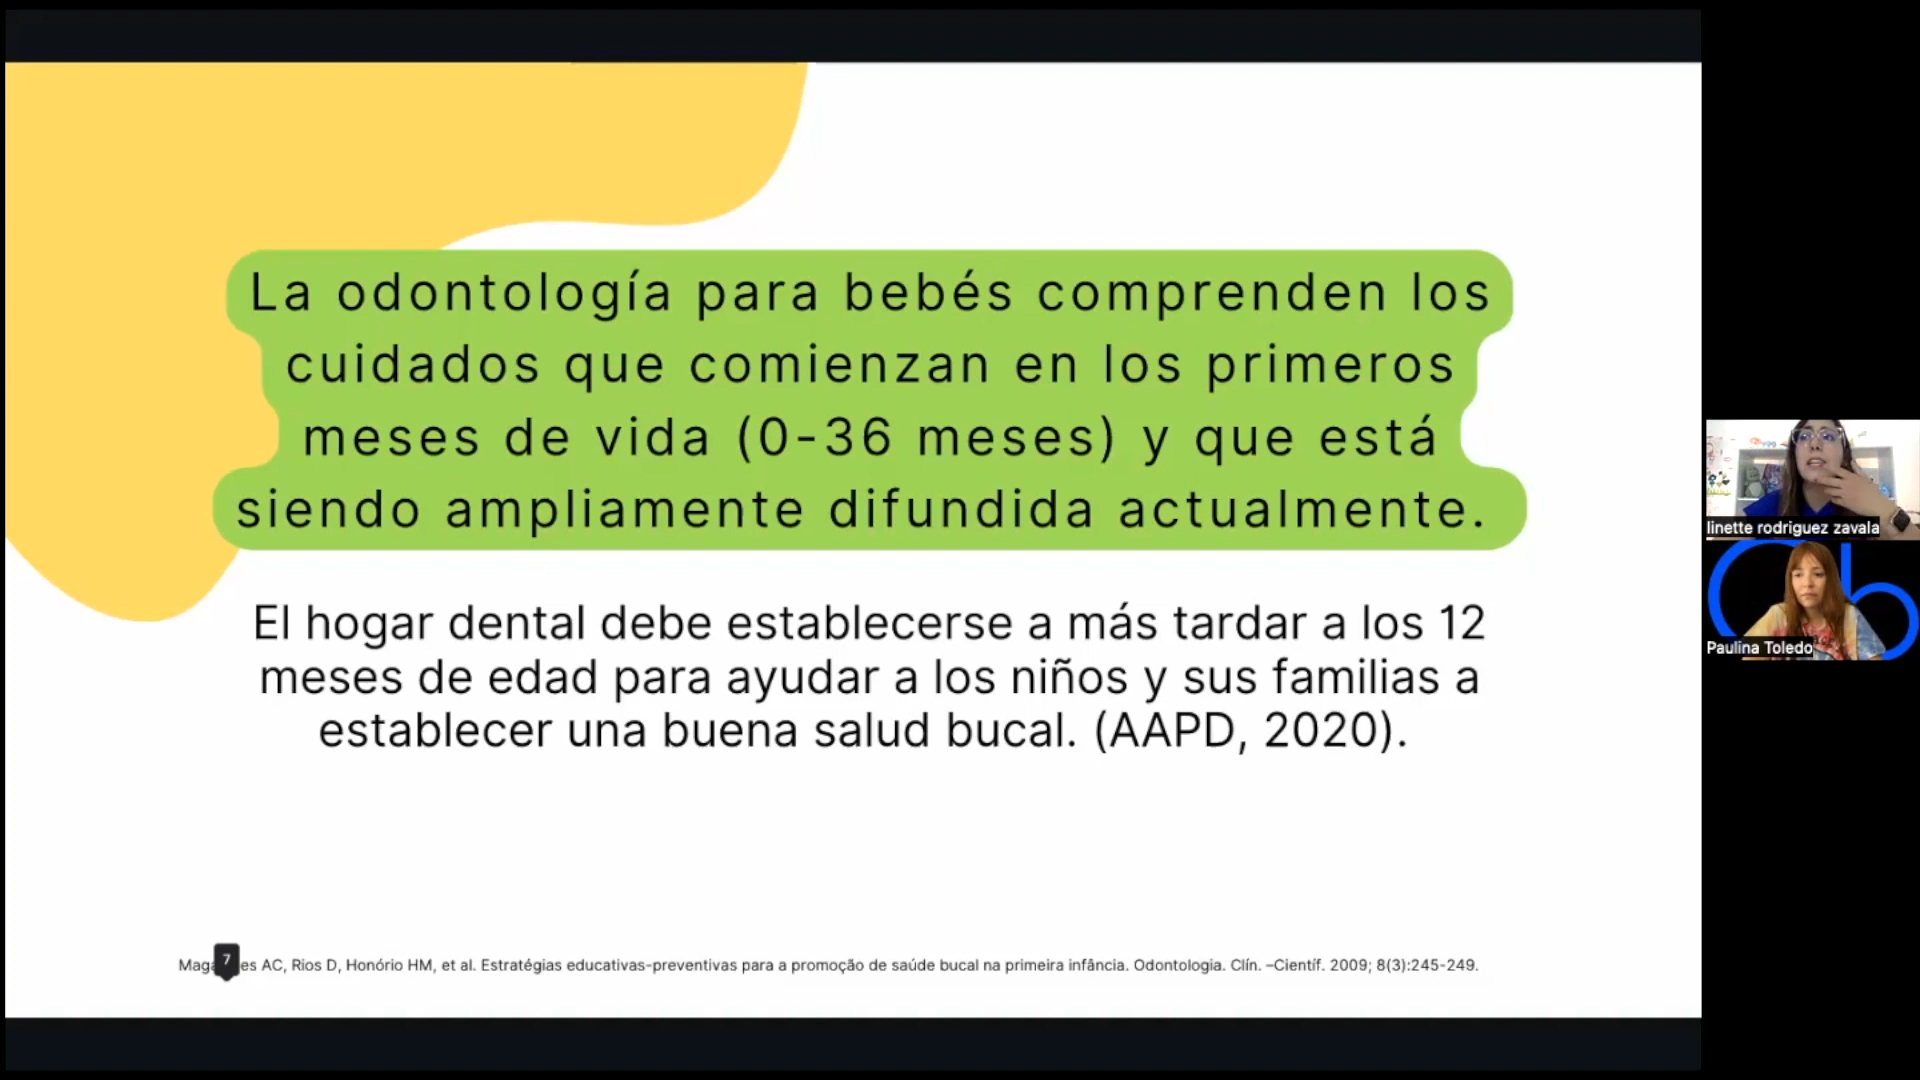 La odontología para bebés comprenden los
cuidados que comienzan en los primeros
meses de vida (0-36 meses) y que está
siendo ampliamente difundida actualmente.
El hogar dental debe establecerse a más tardar a los 12
meses de edad para ayudar a los niños y sus familias a
establecer una buena salud bucal. (AAPD, 2020).
7
AC, Rios D, Honório HM, et al. Estratégias educativas-preventivas para a promoção de saúde bucal na primeira infância. Odontologia. Clín. –Científ. 2009; 8(3):245-249.
linette rodriguez zavala
Paulina Toledo